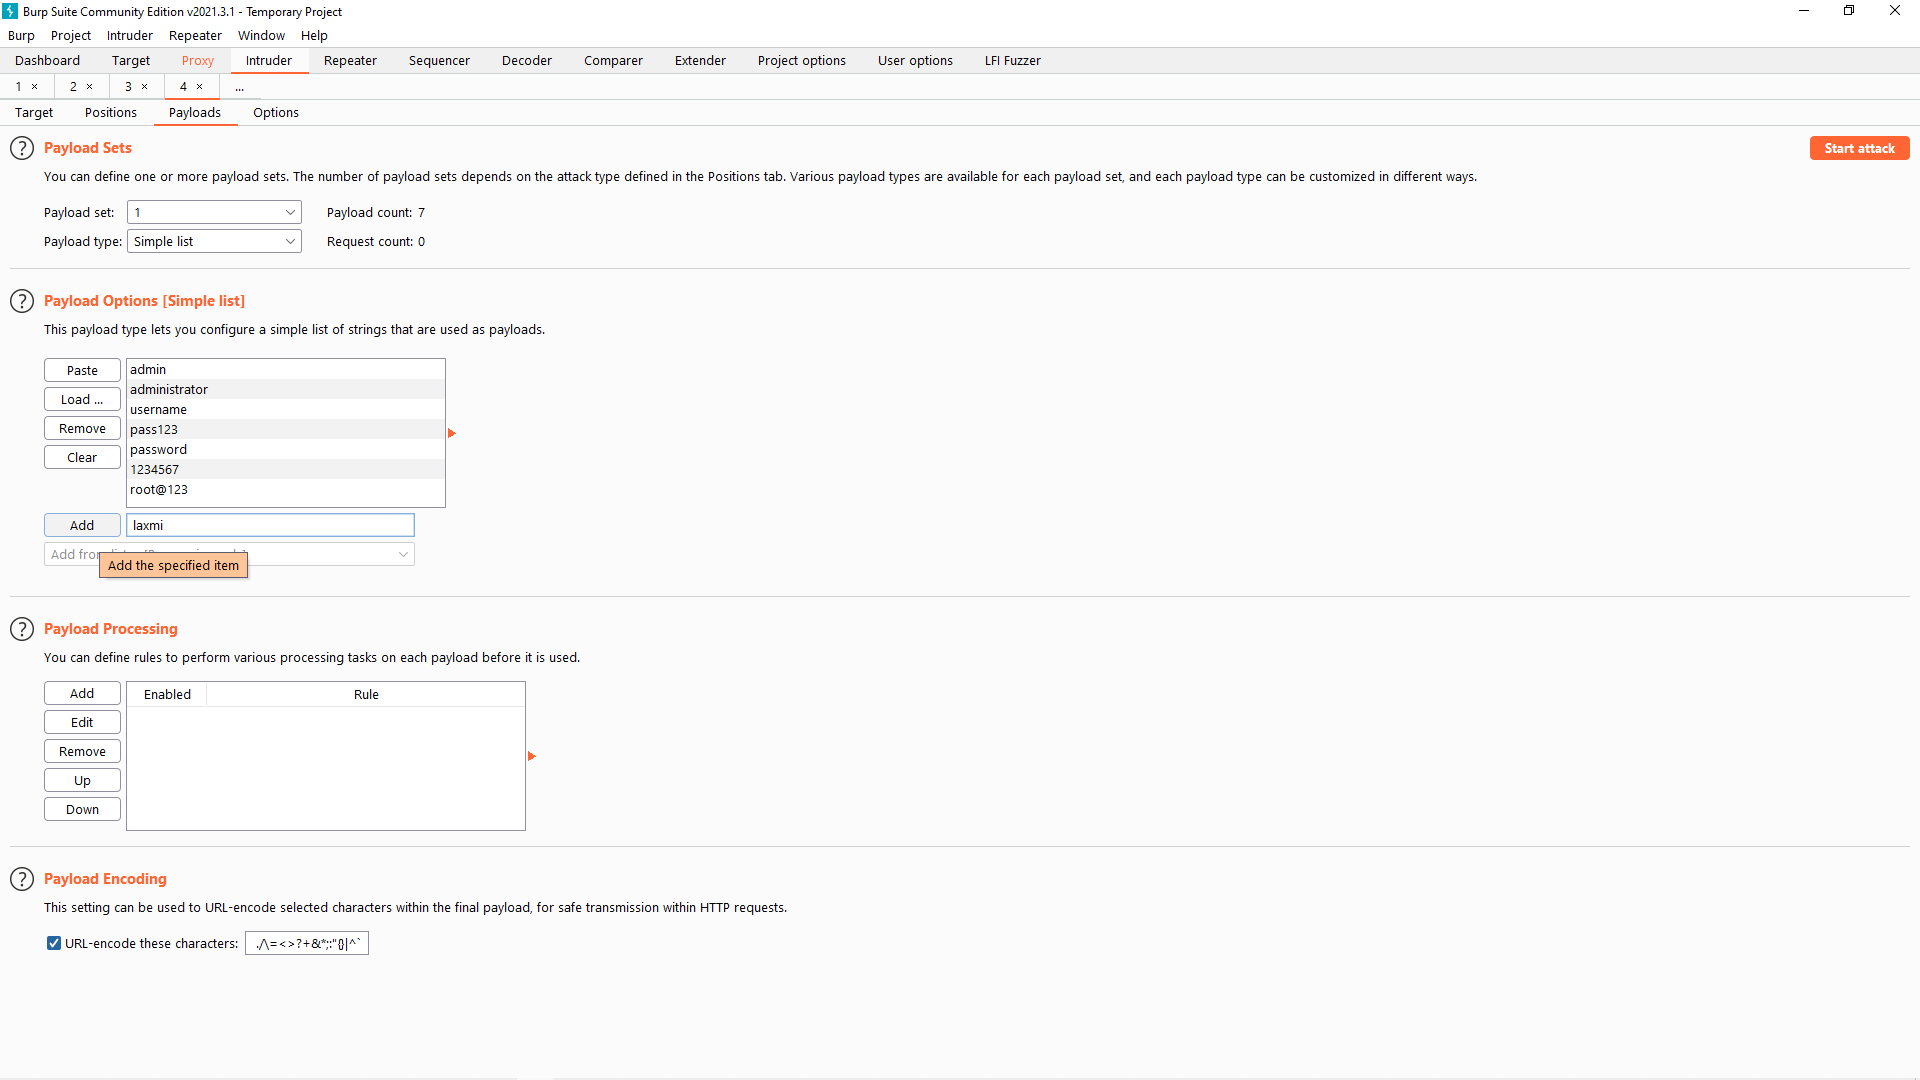 Burp Suite Community Edition v2021.3.1 - Temporary Project
Burp Project Intruder Repeater Window Help
Dashboard Target Proxy Intruder Repeater Sequencer Decoder Comparer Extender Project options User options LFI Fuzzer
1 × 2 × 3 × 4 × ...
Target Positions Payloads Options
? Payload Sets
Start attack
You can define one or more payload sets. The number of payload sets depends on the attack type defined in the Positions tab. Various payload types are available for each payload set, and each payload type can be customized in different ways.
Payload set: 1 Payload count: 7
Payload type: Simple list Request count: 0
? Payload Options [Simple list]
This payload type lets you configure a simple list of strings that are used as payloads.
Paste
Load ...
Remove
Clear
admin
administrator
username
pass123
password
1234567
root@123
Add laxmi
Add from
Add the specified item
? Payload Processing
You can define rules to perform various processing tasks on each payload before it is used.
Add
Edit
Remove
Up
Down
Enabled Rule
? Payload Encoding
This setting can be used to URL-encode selected characters within the final payload, for safe transmission within HTTP requests.
URL-encode these characters: ./\=<>?+&*;:"{}|^`